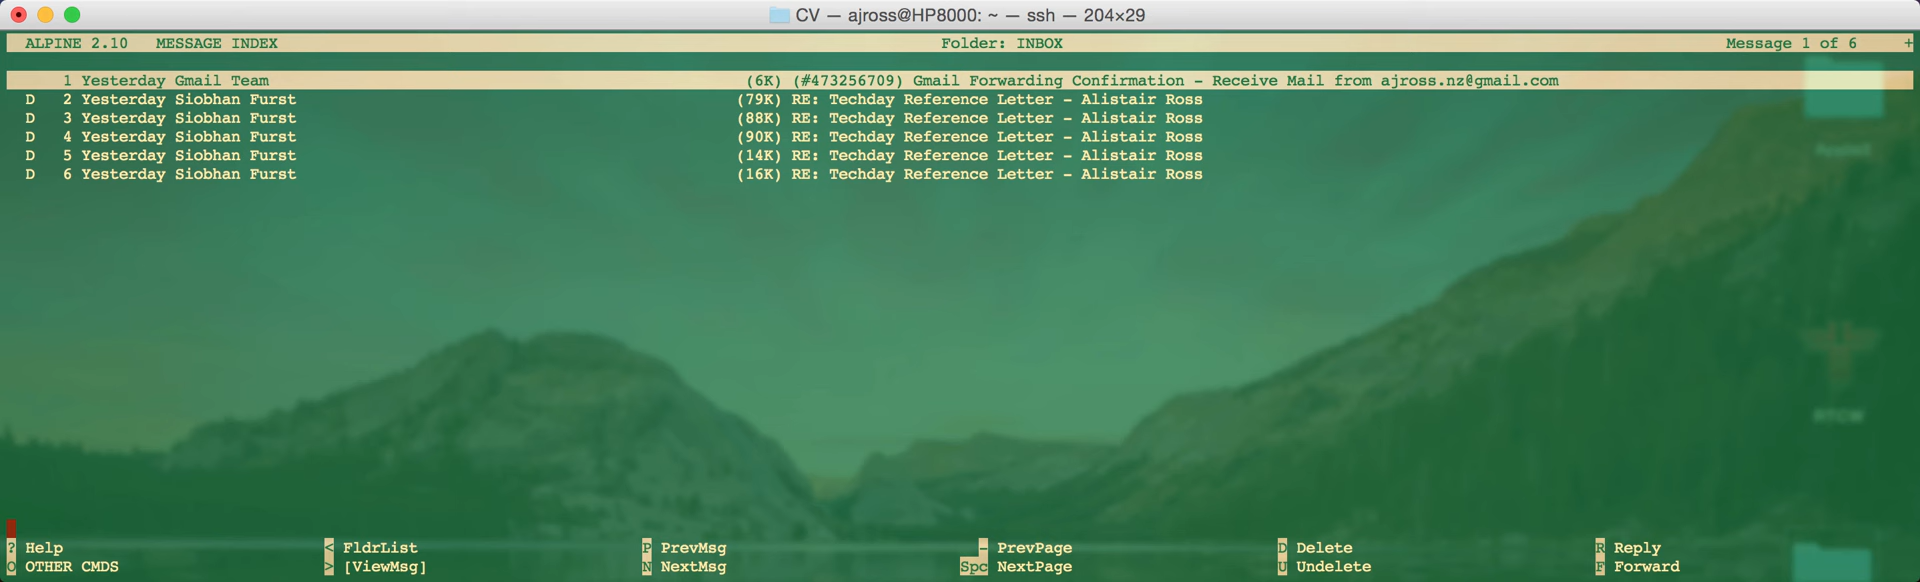 CV — ajross@HP8000: ~ — ssh — 204×29
ALPINE 2.10 MESSAGE INDEX Folder: INBOX Message 1 of 6 +
1 Yesterday Gmail Team (6K) (#473256709) Gmail Forwarding Confirmation - Receive Mail from ajross.nz@gmail.com
D 2 Yesterday Siobhan Furst (79K) RE: Techday Reference Letter - Alistair Ross
D 3 Yesterday Siobhan Furst (88K) RE: Techday Reference Letter - Alistair Ross
D 4 Yesterday Siobhan Furst (90K) RE: Techday Reference Letter - Alistair Ross
D 5 Yesterday Siobhan Furst (14K) RE: Techday Reference Letter - Alistair Ross
D 6 Yesterday Siobhan Furst (16K) RE: Techday Reference Letter - Alistair Ross
? Help < FldrList P PrevMsg - PrevPage D Delete R Reply
O OTHER CMDS > [ViewMsg] N NextMsg Spc NextPage U Undelete F Forward